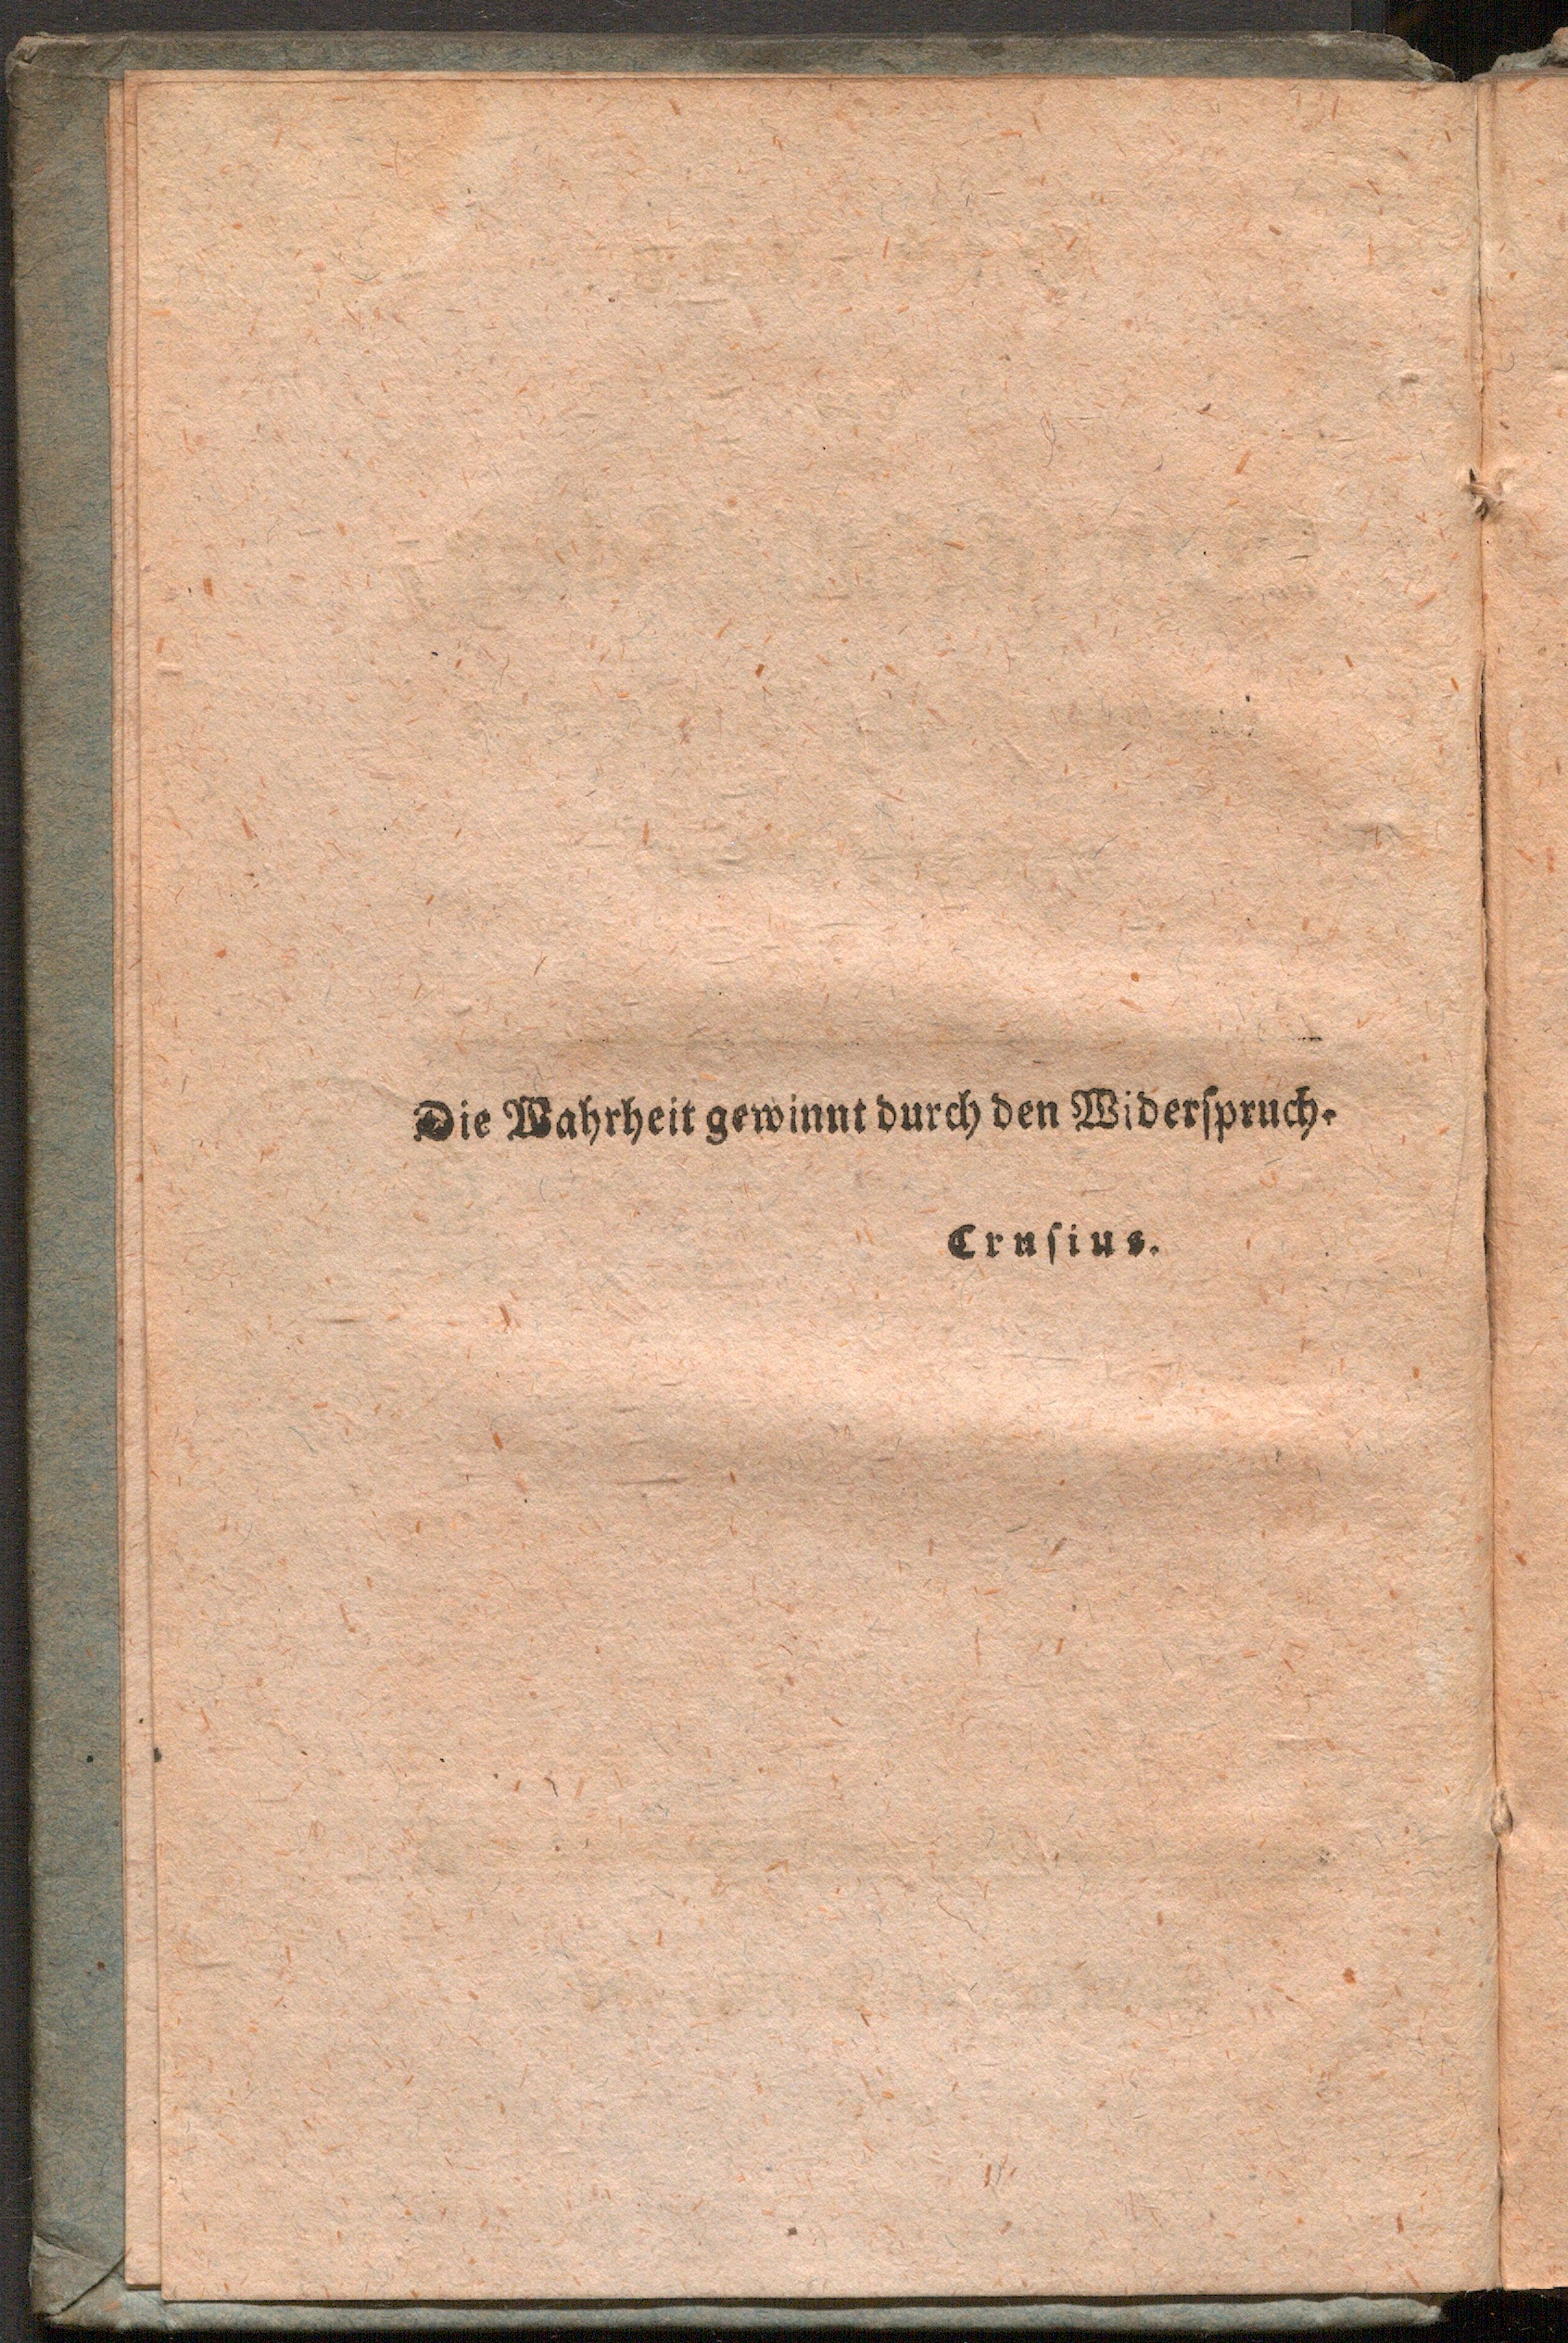 Die Wahrheit gewinnt durch den Widerspruch.
Crusius.